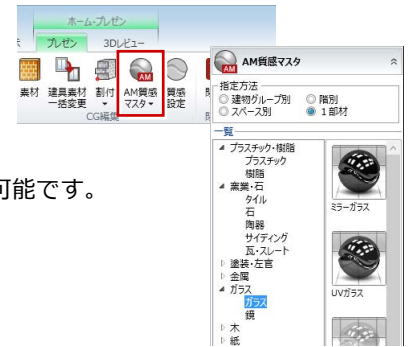 ホーム-プレゼン
プレゼン 3Dビュー
素材 建具素材一括変更 割付 AM質感マスタ 質感設定
CG編集
可能です。
AM質感マスタ
指定方法
建物グループ別 階別
スペース別 1部材
一覧
プラスチック・樹脂
プラスチック
樹脂
窯業・石
タイル
石
陶器
サイディング
瓦・スレート
塗装・左官
金属
ガラス
ガラス
鏡
木
紙
ミラーガラス
UVガラス